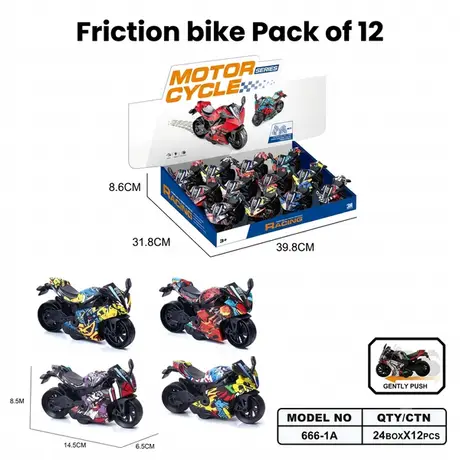 Friction bike Pack of 12
MOTOR
CYCLE
SERIES
RACING
3+
8.6CM
31.8CM
39.8CM
8.5M
14.5CM
6.5CM
GENTLY PUSH
MODEL NO
QTY/CTN
666-1A
24BOXX12PCS